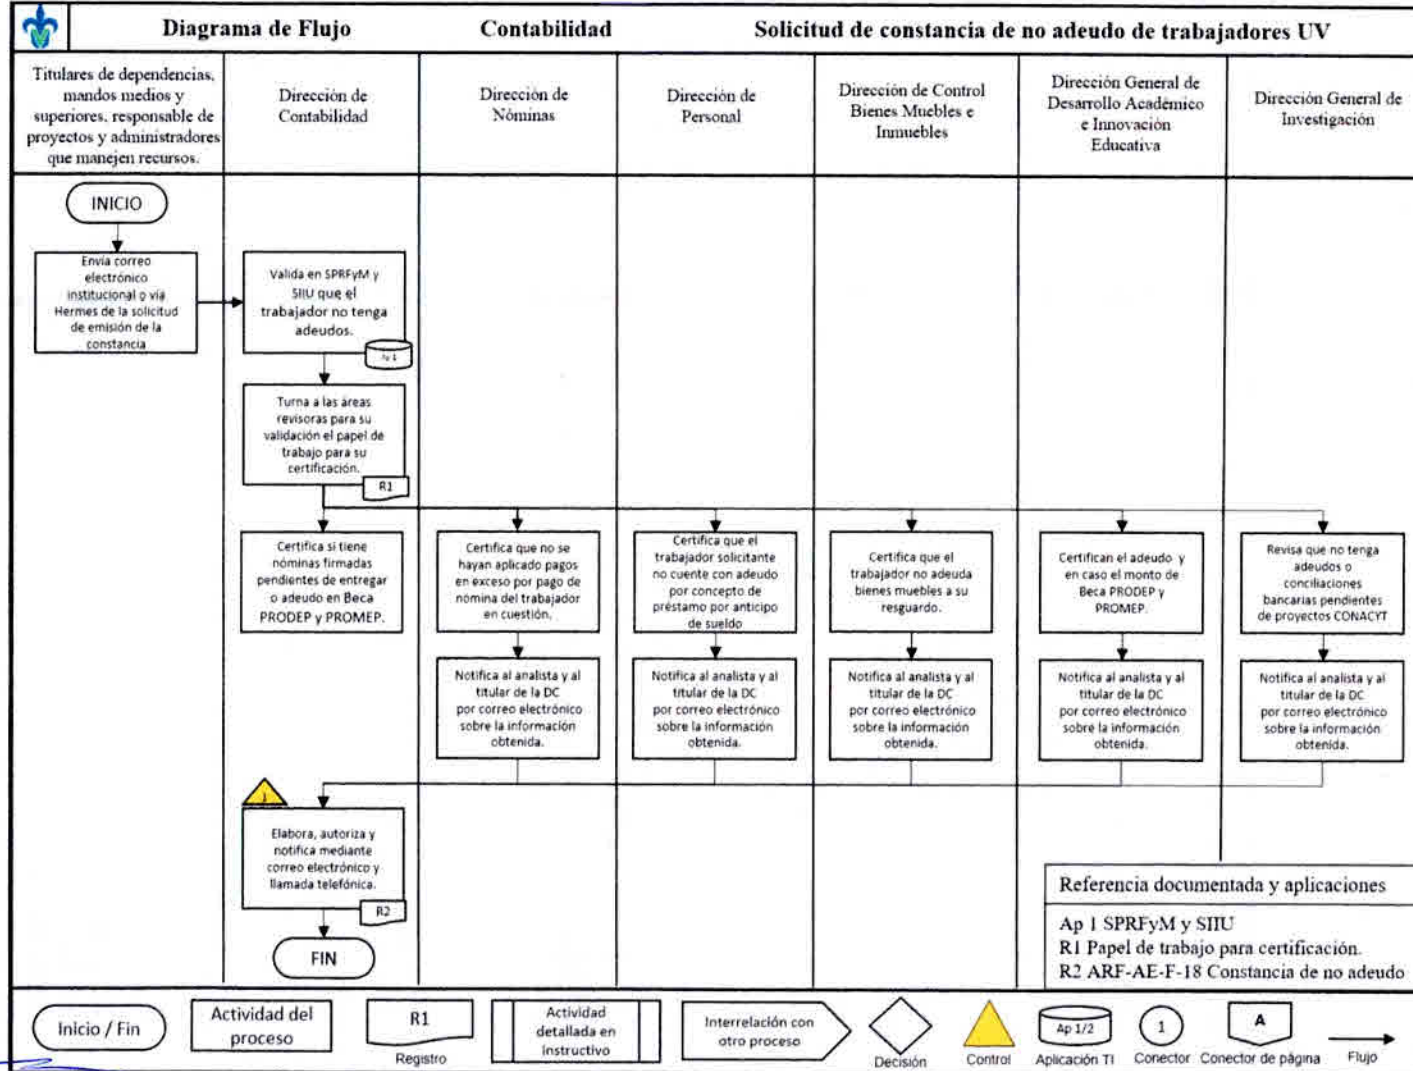 Diagrama de Flujo
Contabilidad
Solicitud de constancia de no adeudo de trabajadores UV
Titulares de dependencias,
mandos medios y
superiores, responsable de
proyectos y administradores
que manejen recursos.
Dirección de
Contabilidad
Dirección de
Nóminas
Dirección de
Personal
Dirección de Control
Bienes Muebles e
Inmuebles
Dirección General de
Desarrollo Académico
e Innovación
Educativa
Dirección General de
Investigación
INICIO
Envía correo
electrónico
institucional o vía
Hermes de la solicitud
de emisión de la
constancia
Valida en SPRFyM y
SIIU que el
trabajador no tenga
adeudos.
Turna a las áreas
revisoras para su
validación el papel de
trabajo para su
certificación.
R1
Certifica si tiene
nóminas firmadas
pendientes de entregar
o adeudo en Beca
PRODEP y PROMEP.
Certifica que no se
hayan aplicado pagos
en exceso por pago de
nómina del trabajador
en cuestión.
Certifica que el
trabajador solicitante
no cuente con adeudo
por concepto de
préstamo por anticipo
de sueldo
Certifica que el
trabajador no adeuda
bienes muebles a su
resguardo.
Certifican el adeudo y
en caso el monto de
Beca PRODEP y
PROMEP.
Revisa que no tenga
adeudos o
conciliaciones
bancarias pendientes
de proyectos CONACYT
Notifica al analista y al
titular de la DC
por correo electrónico
sobre la información
obtenida.
Notifica al analista y al
titular de la DC
por correo electrónico
sobre la información
obtenida.
Notifica al analista y al
titular de la DC
por correo electrónico
sobre la información
obtenida.
Notifica al analista y al
titular de la DC
por correo electrónico
sobre la información
obtenida.
Notifica al analista y al
titular de la DC
por correo electrónico
sobre la información
obtenida.
Elabora, autoriza y
notifica mediante
correo electrónico y
llamada telefónica.
R2
FIN
Referencia documentada y aplicaciones
Ap 1 SPRFyM y SIIU
R1 Papel de trabajo para certificación.
R2 ARF-AE-F-18 Constancia de no adeudo
Inicio / Fin
Actividad del
proceso
R1
Registro
Actividad
detallada en
instructivo
Interrelación con
otro proceso
Decisión
Control
Ap 1/2
Aplicación TI
1
Conector
A
Conector de página
Flujo